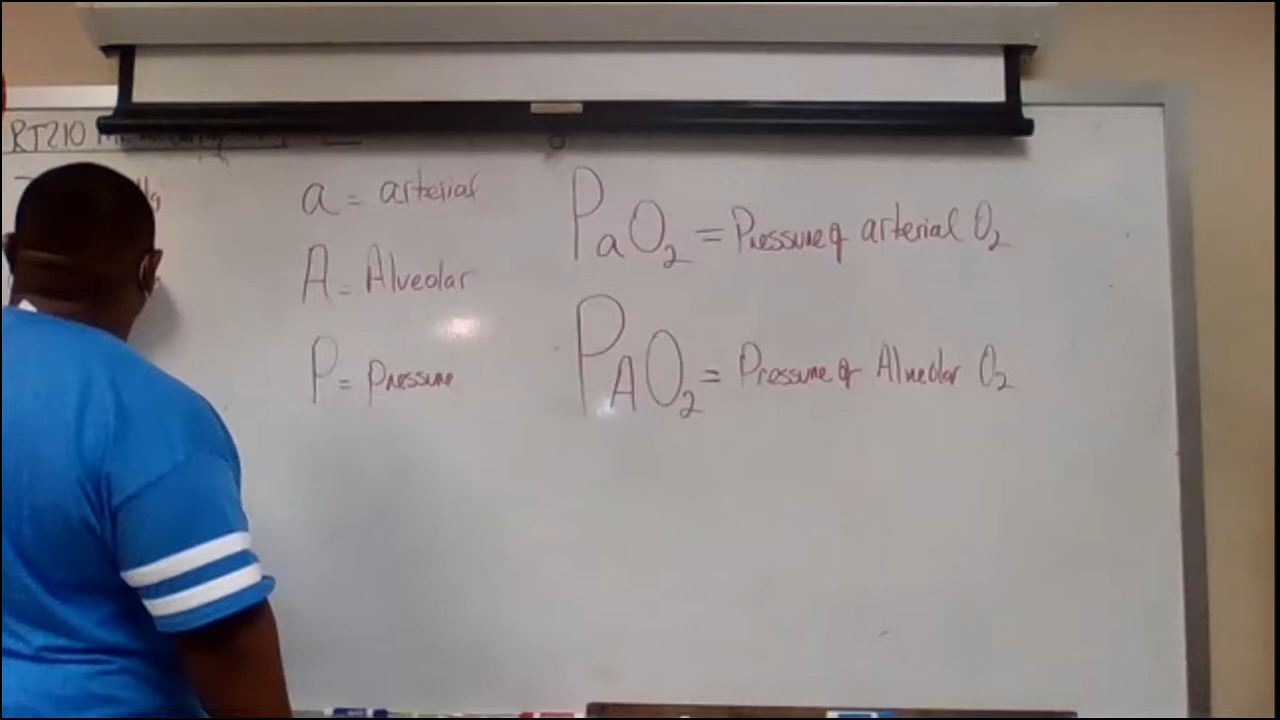 RT210
a = arterial
A = Alveolar
P = pressure
PaO2 = Pressure of arterial O2
PAO2 = Pressure of Alveolar O2